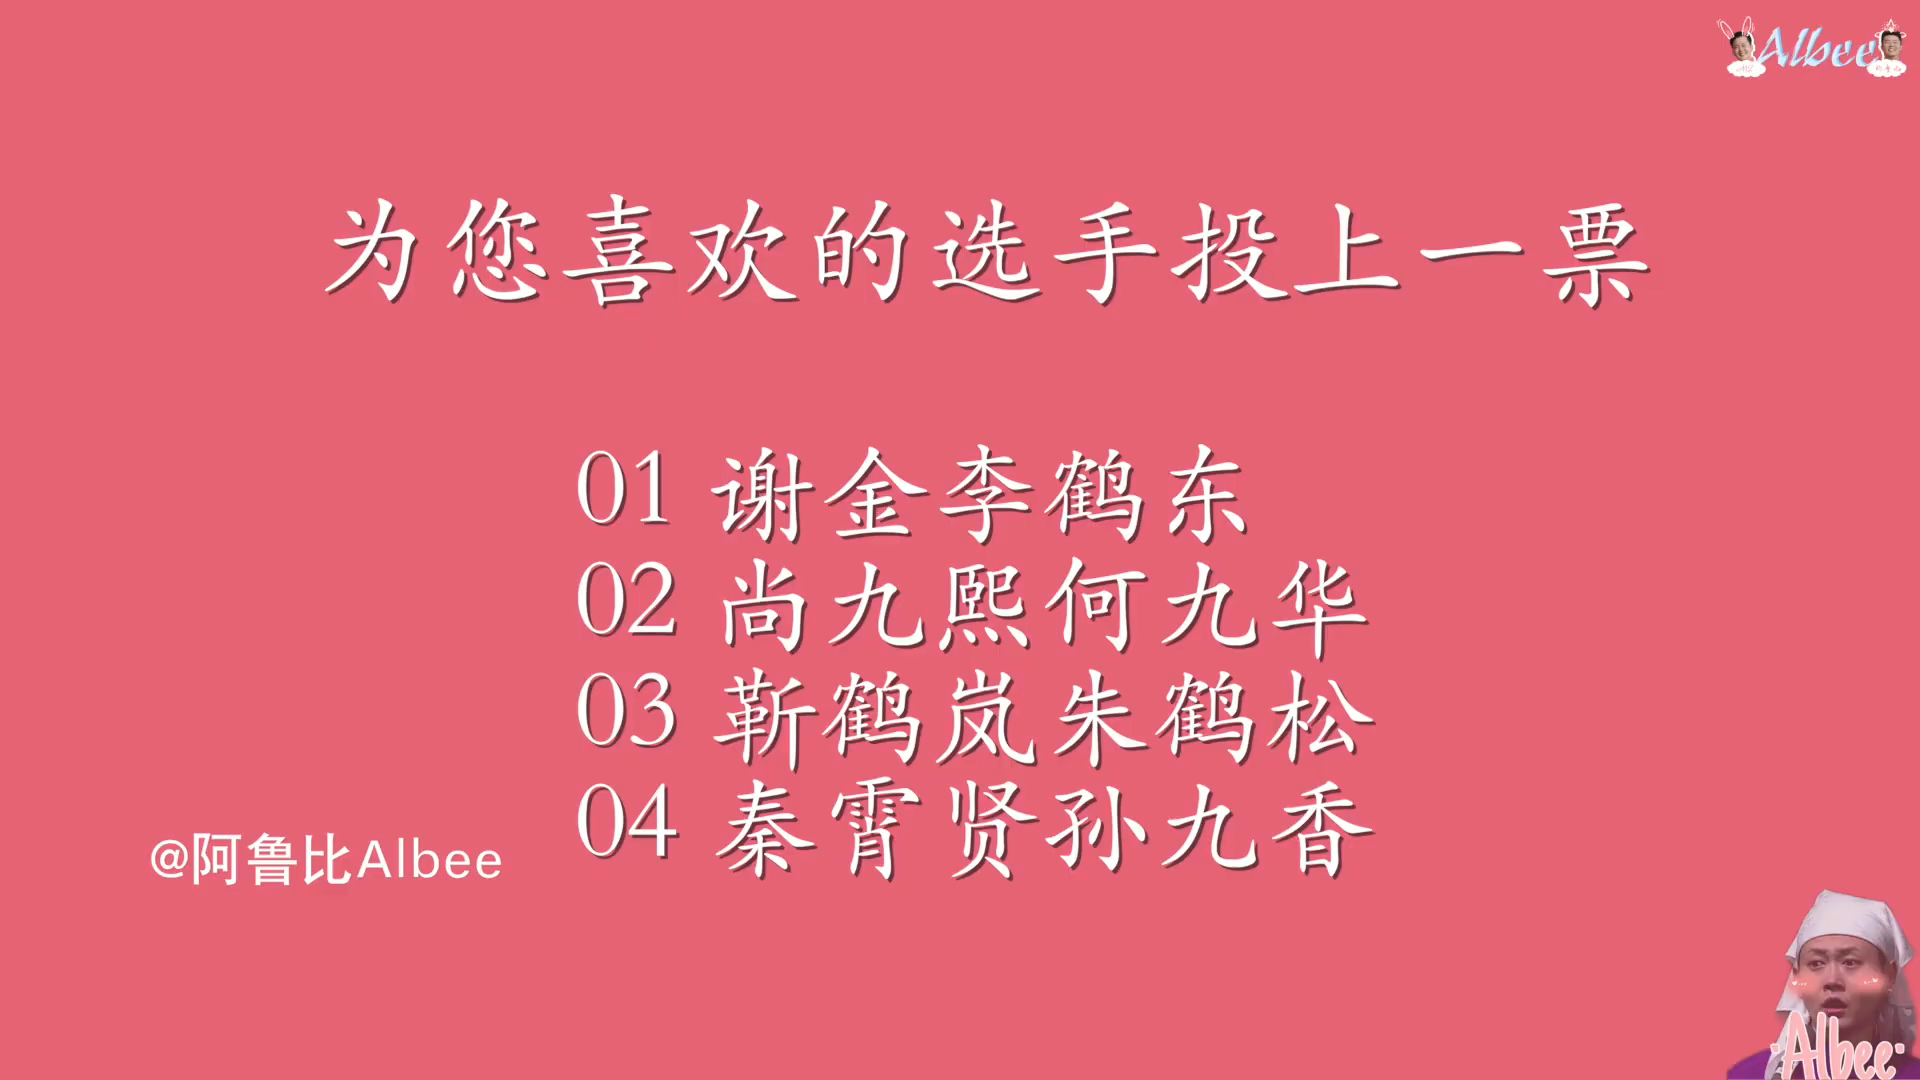 Albee
为您喜欢的选手投上一票
01 谢金李鹤东
02 尚九熙何九华
03 靳鹤岚朱鹤松
04 秦霄贤孙九香
@阿鲁比Albee
Albee